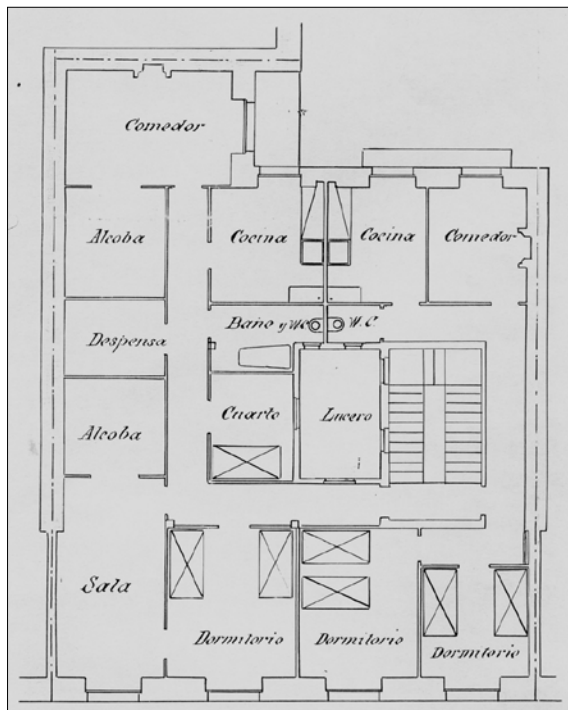 Comedor
Alcoba
Cocina
Cocina
Comedor
Despensa
Baño y W.C.
W.C.
Alcoba
Cuarto
Lucero
Sala
Dormitorio
Dormitorio
Dormitorio